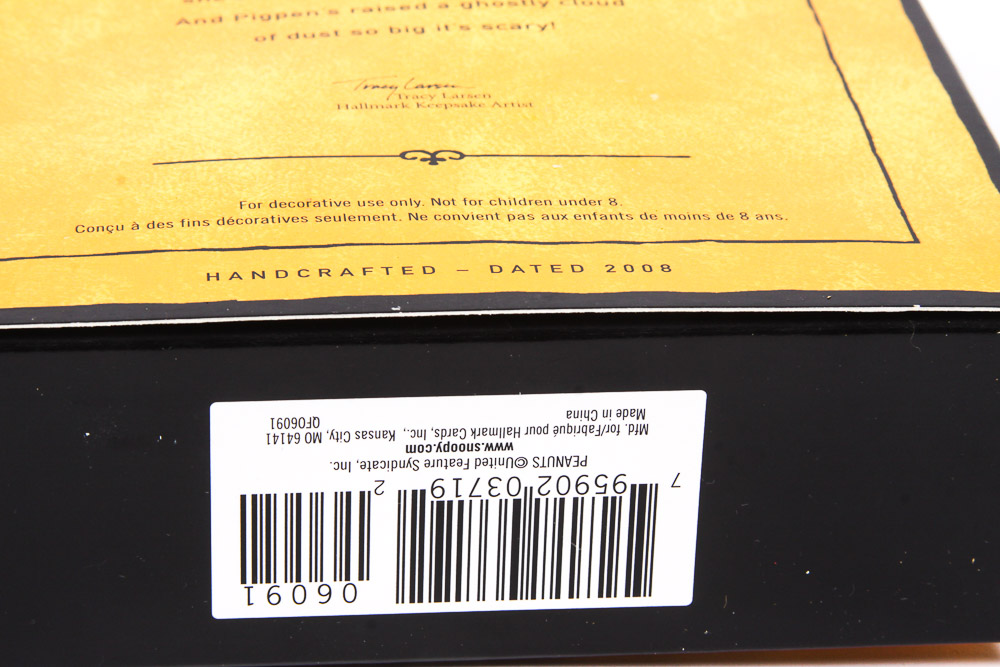 And Pigpen's raised a ghostly cloud
of dust so big it's scary!
Tracy Larsen
Tracy Larsen
Hallmark Keepsake Artist
For decorative use only. Not for children under 8.
Conçu à des fins décoratives seulement. Ne convient pas aux enfants de moins de 8 ans.
HANDCRAFTED – DATED 2008
7 95902 03719 2
06091
PEANUTS ©United Feature Syndicate, Inc.
www.snoopy.com
Mfd. for/Fabriqué pour Hallmark Cards, Inc., Kansas City, MO 64141
Made in China QF06091